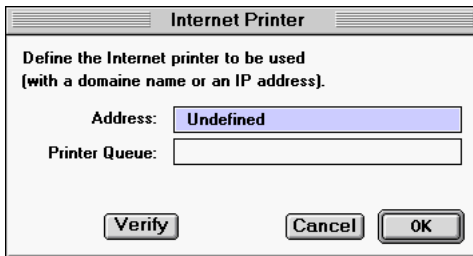 Internet Printer
Define the Internet printer to be used
(with a domaine name or an IP address).
Address: Undefined
Printer Queue:
Verify Cancel OK